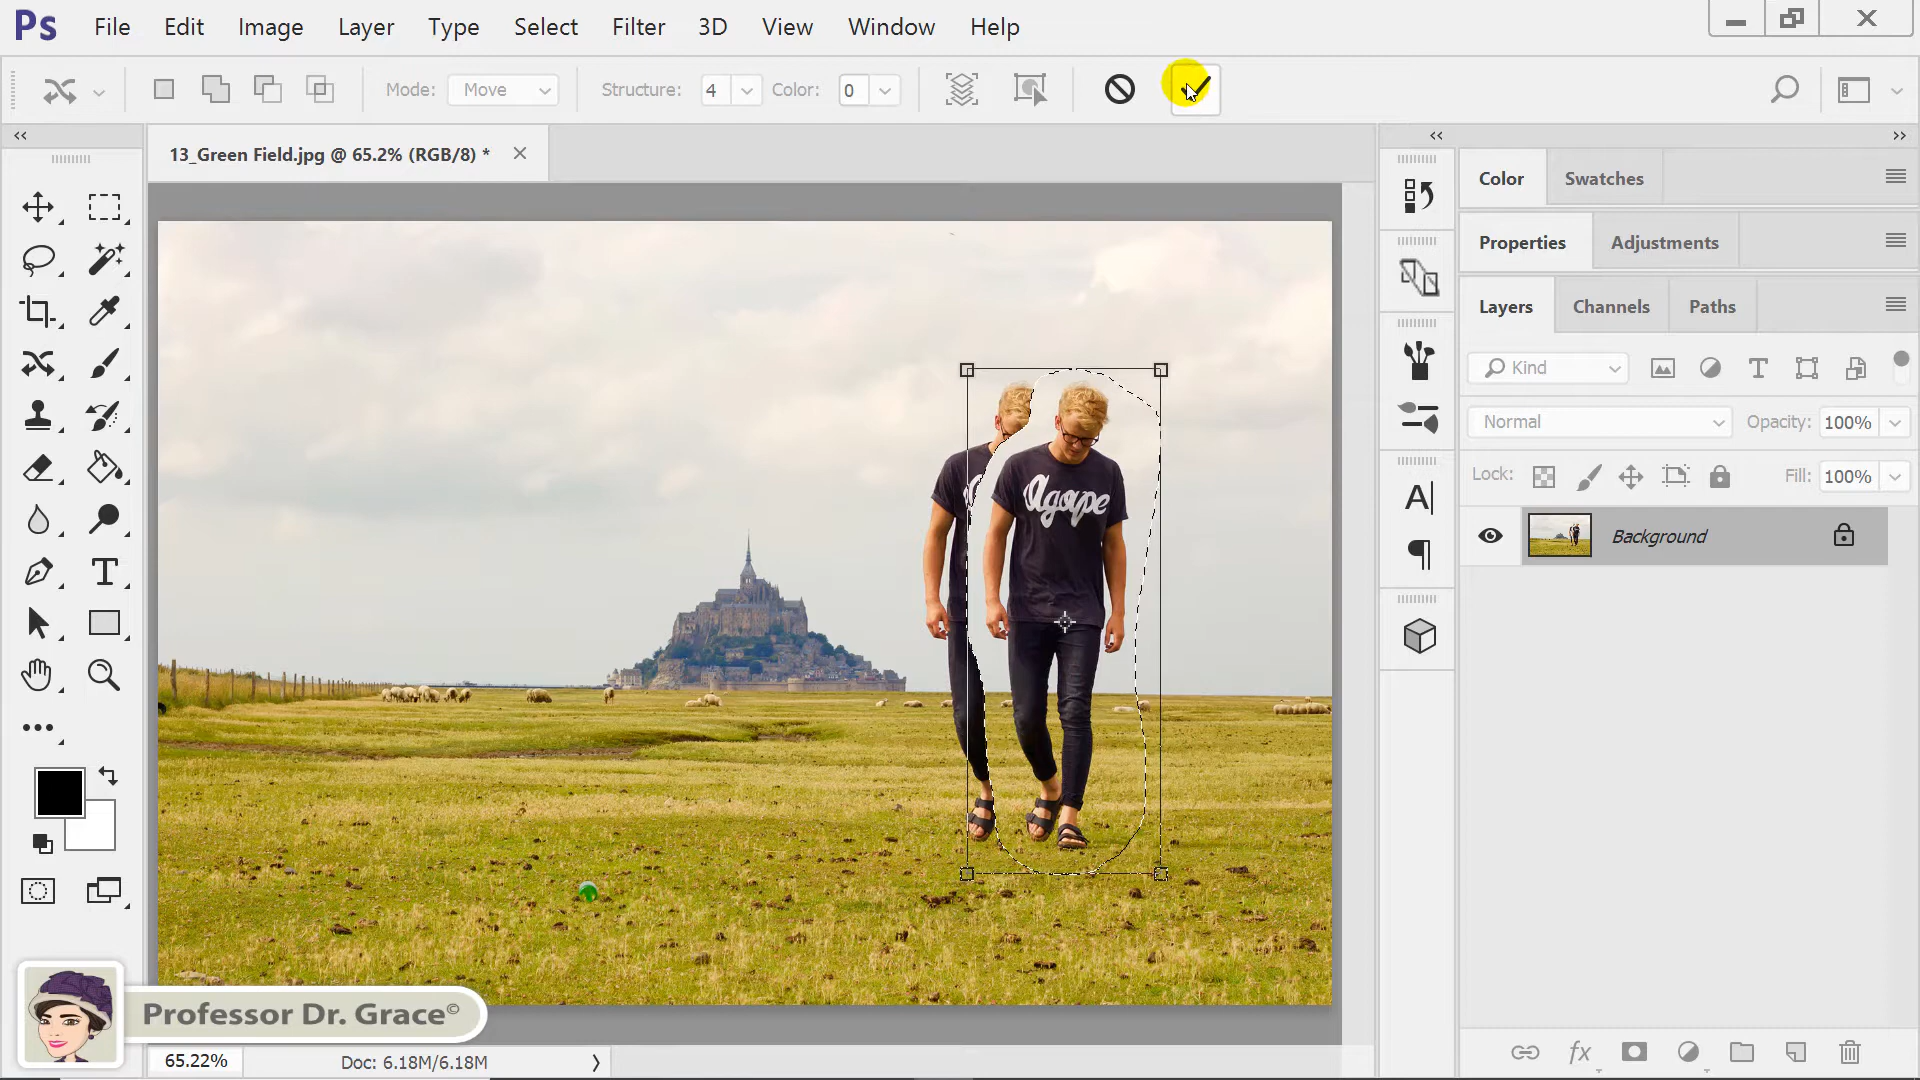 Ps File Edit Image Layer Type Select Filter 3D View Window Help
Mode: Move Structure: 4 Color: 0
13_Green Field.jpg @ 65.2% (RGB/8) *
Color Swatches
Properties Adjustments
Layers Channels Paths
Kind
Normal Opacity: 100%
Lock: Fill: 100%
Background
Agape
Professor Dr. Grace©
65.22% Doc: 6.18M/6.18M